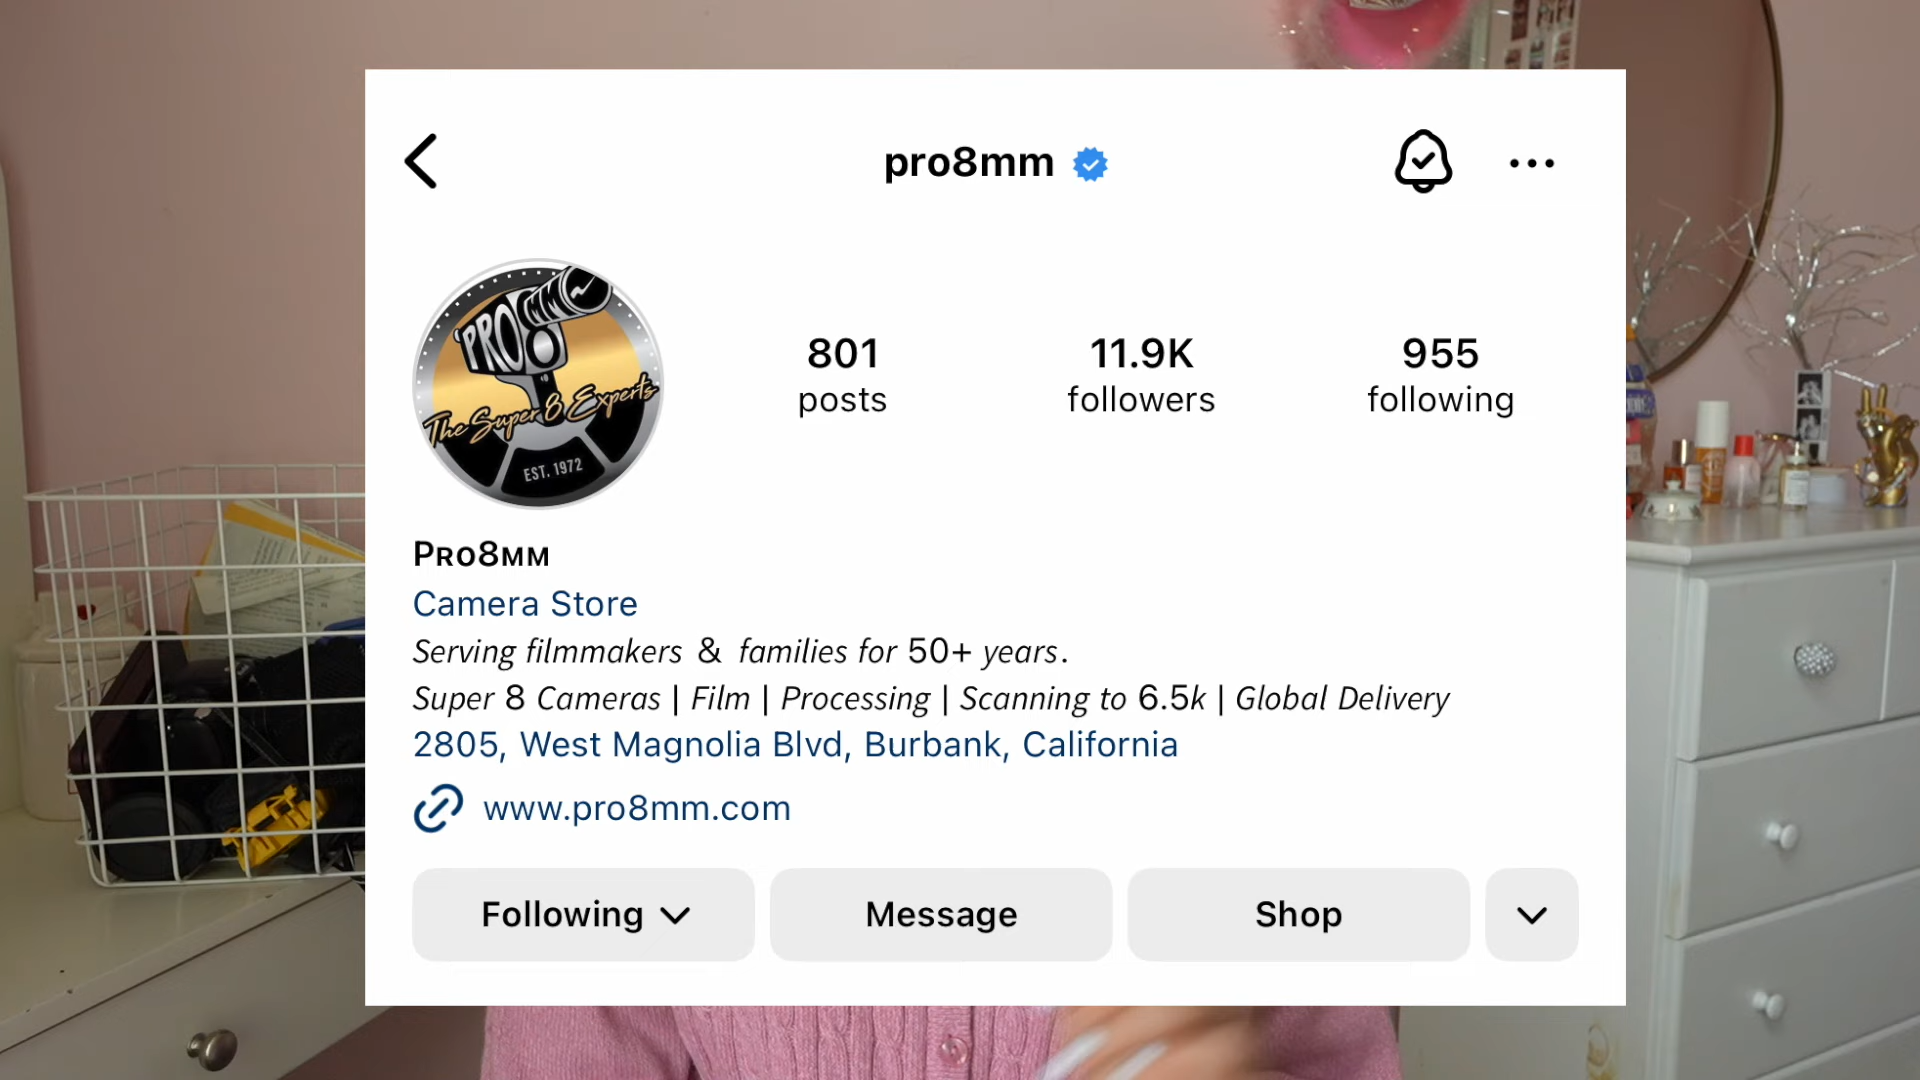 pro8mm
PRO8MM
The Super 8 Experts
EST. 1972
801
posts
11.9K
followers
955
following
Pro8mm
Camera Store
Serving filmmakers & families for 50+ years.
Super 8 Cameras | Film | Processing | Scanning to 6.5k | Global Delivery
2805, West Magnolia Blvd, Burbank, California
www.pro8mm.com
Following
Message
Shop